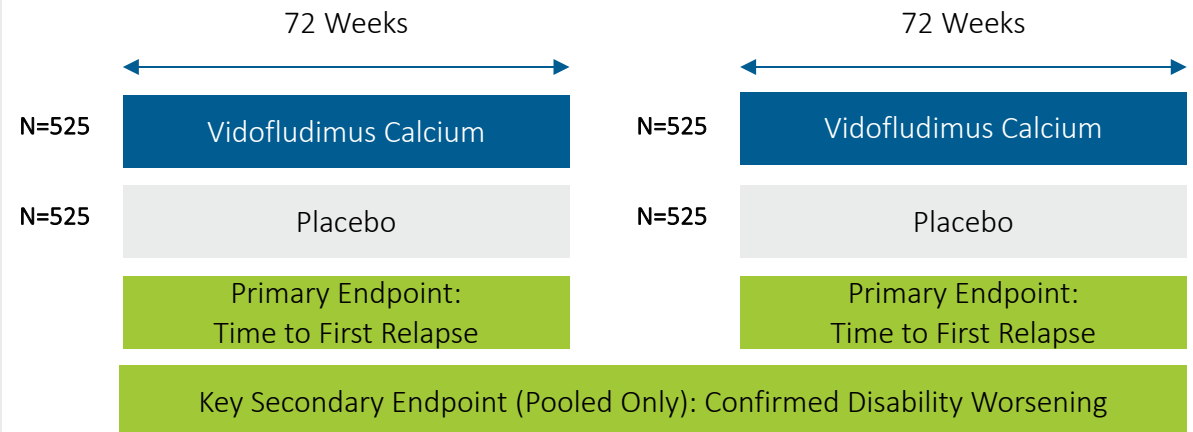 72 Weeks
72 Weeks
N=525
Vidofludimus Calcium
N=525
Vidofludimus Calcium
N=525
Placebo
N=525
Placebo
Primary Endpoint:
Time to First Relapse
Primary Endpoint:
Time to First Relapse
Key Secondary Endpoint (Pooled Only): Confirmed Disability Worsening